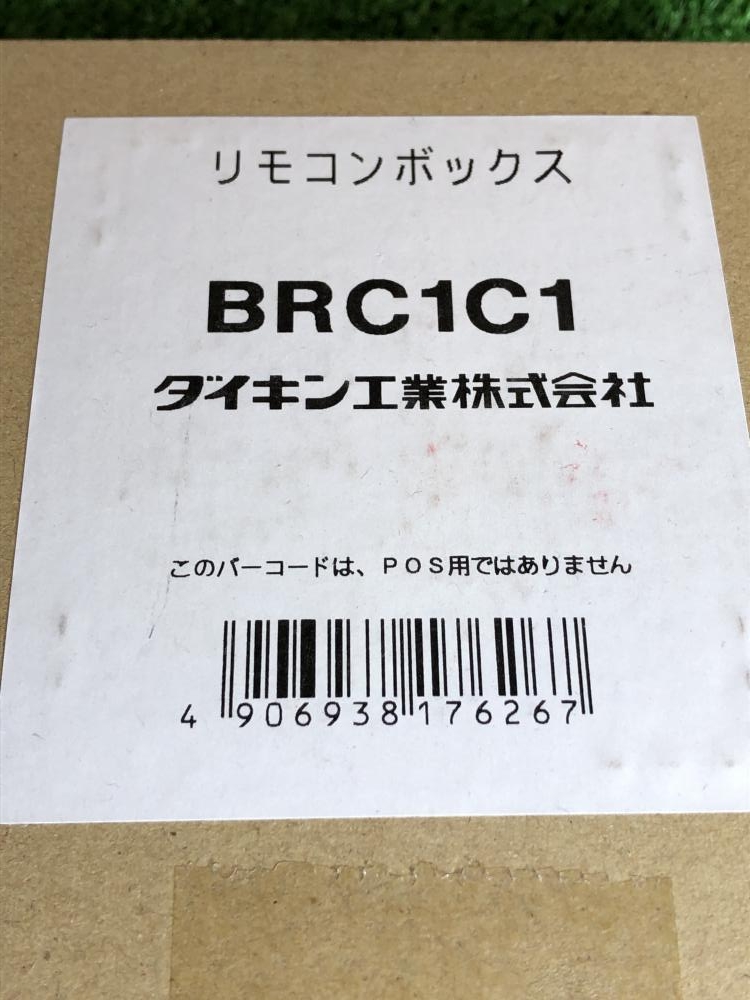 リモコンボックス
BRC1C1
ダイキン工業株式会社
このバーコードは、POS用ではありません
4 906938 176267